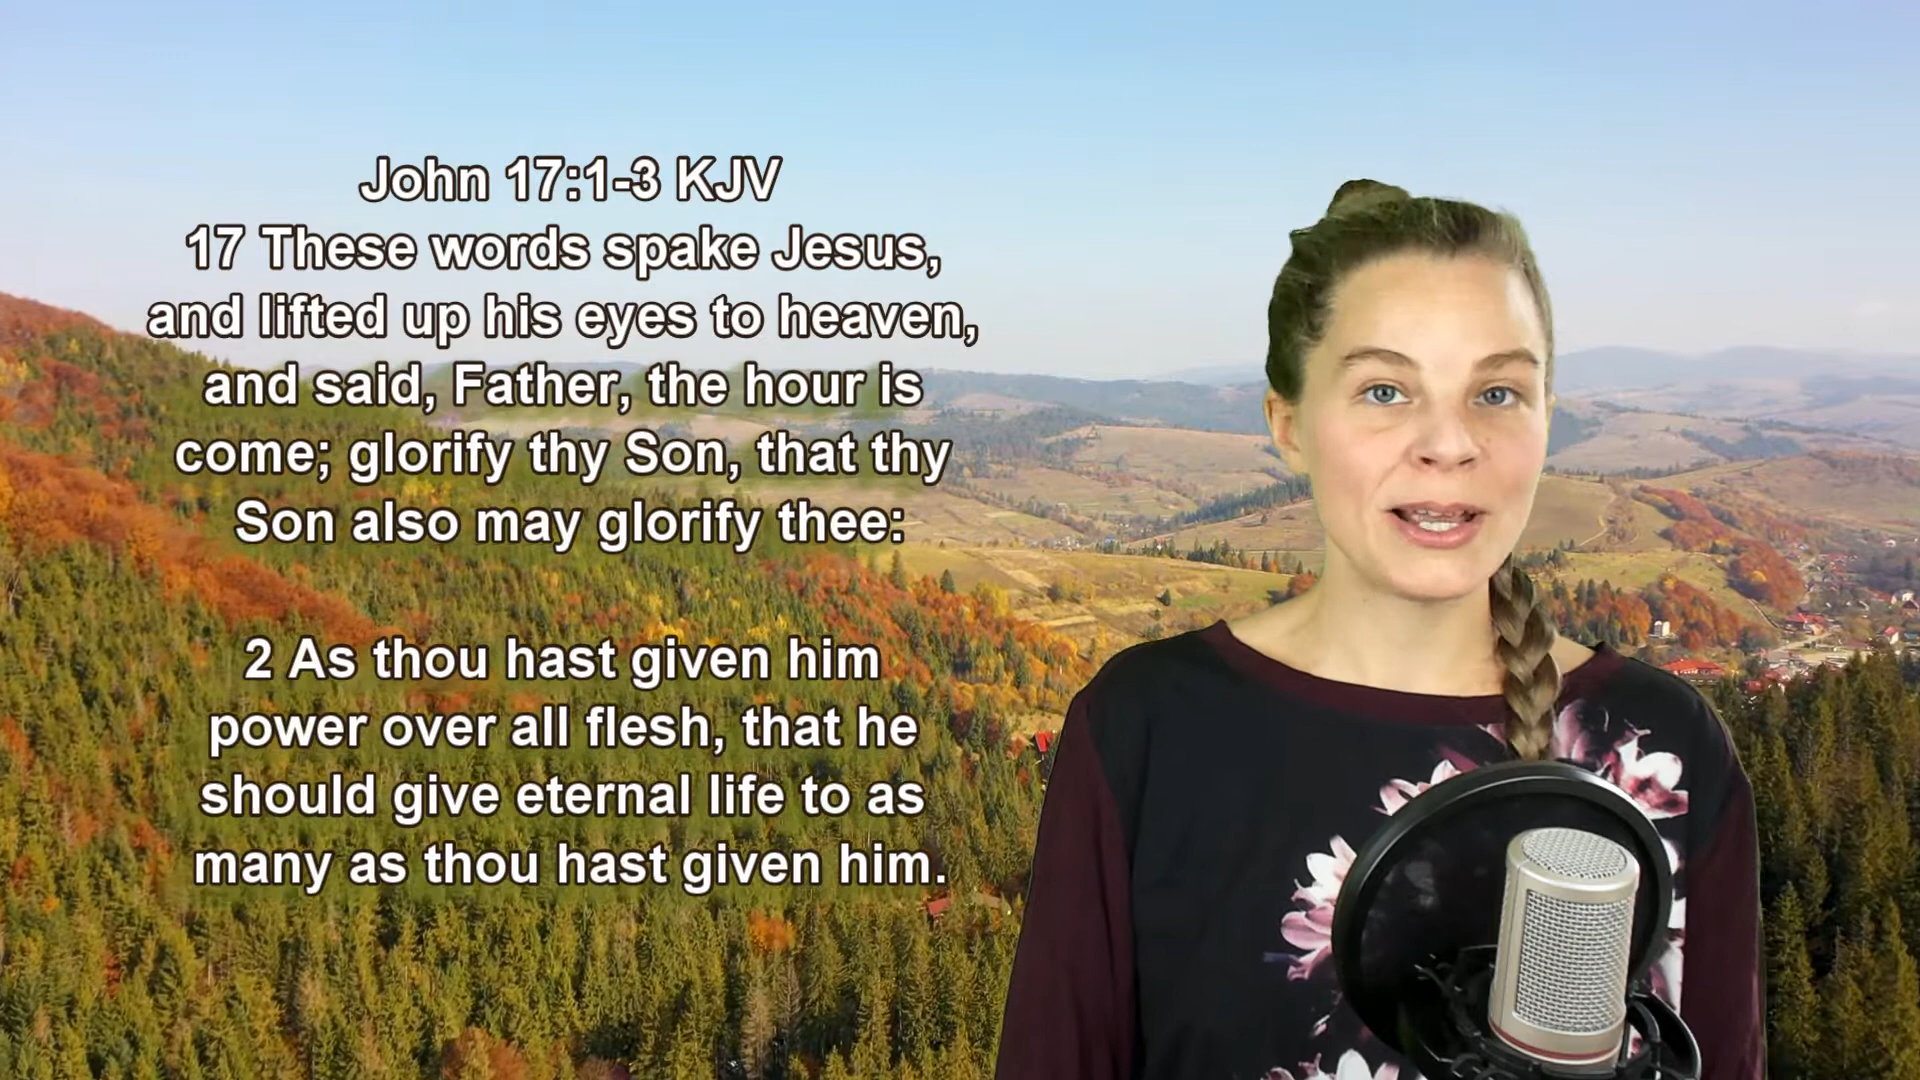 John 17:1-3 KJV
17 These words spake Jesus,
and lifted up his eyes to heaven,
and said, Father, the hour is
come; glorify thy Son, that thy
Son also may glorify thee:
2 As thou hast given him
power over all flesh, that he
should give eternal life to as
many as thou hast given him.